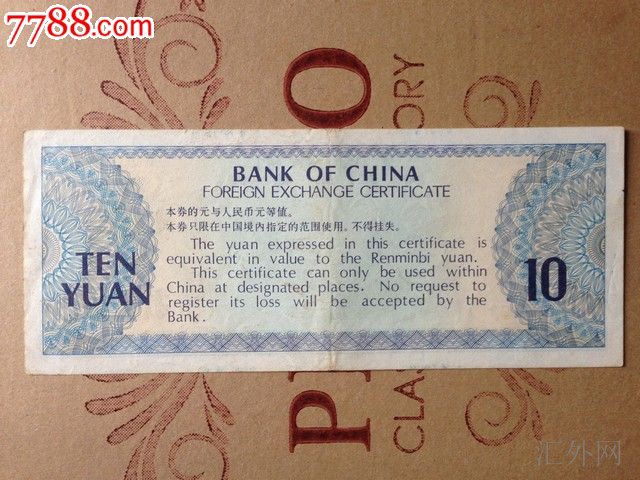 7788.com
BANK OF CHINA
FOREIGN EXCHANGE CERTIFICATE
本券的元与人民币元等值。
本券只限在中国境内指定的范围使用。不得挂失。
The yuan expressed in this certificate is
equivalent in value to the Renminbi yuan.
This certificate can only be used within
China at designated places. No request to
register its loss will be accepted by the
Bank.
TEN
YUAN
10
汇外网